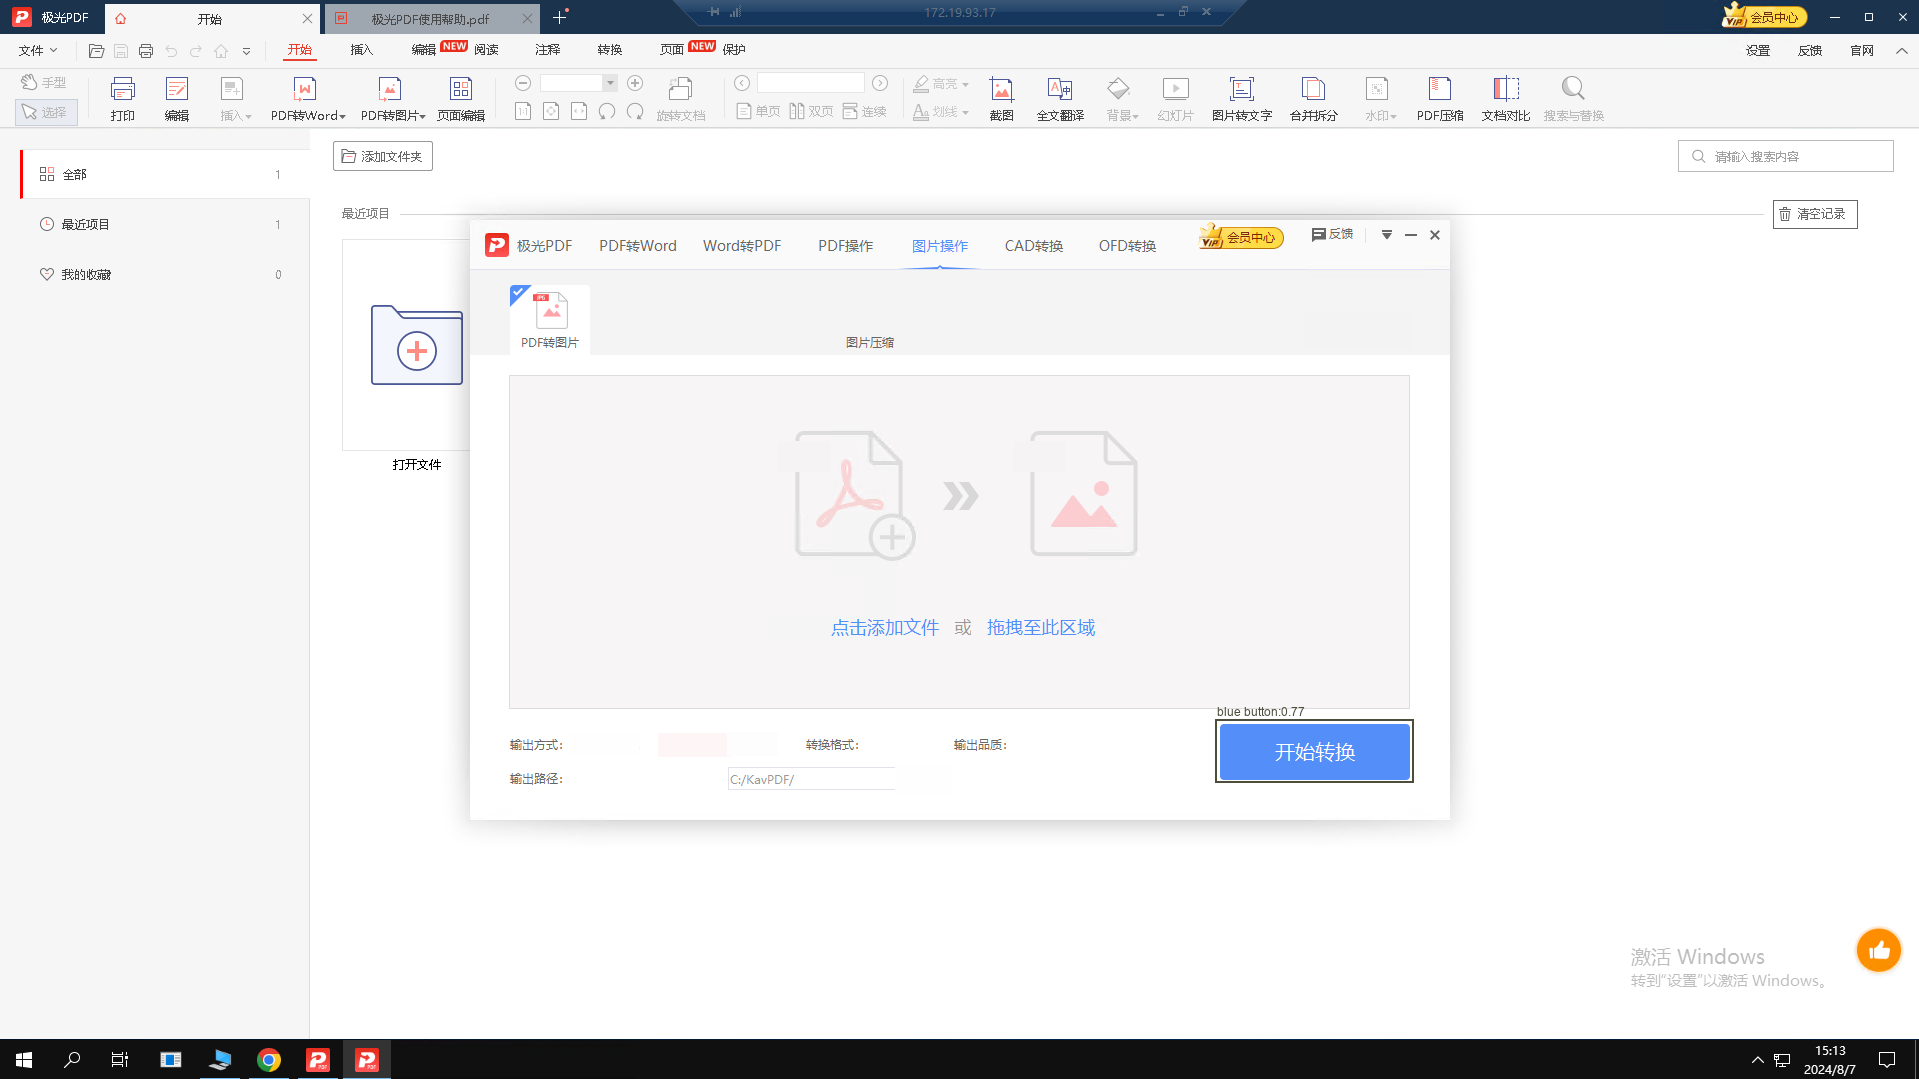 极光PDF 开始 极光PDF使用帮助.pdf 172.19.93.17 VIP 会员中心
文件 开始 插入 编辑 NEW 阅读 注释 转换 页面 NEW 保护 设置 反馈 官网
手型
选择
打印 编辑 插入 PDF转Word PDF转图片 页面编辑 旋转文档
单页 双页 连续
高亮
划线
截图 全文翻译 背景 幻灯片 图片转文字 合并拆分 水印 PDF压缩 文档对比 搜索与替换
全部 1
最近项目 1
我的收藏 0
添加文件夹
请输入搜索内容
最近项目
清空记录
打开文件
极光PDF PDF转Word Word转PDF PDF操作 图片操作 CAD转换 OFD转换 VIP 会员中心 反馈
JPG
PDF转图片
图片压缩
点击添加文件 或 拖拽至此区域
blue button:0.77
输出方式: 转换格式: 输出品质:
开始转换
输出路径: C:/KavPDF/
激活 Windows
转到"设置"以激活 Windows。
15:13
2024/8/7